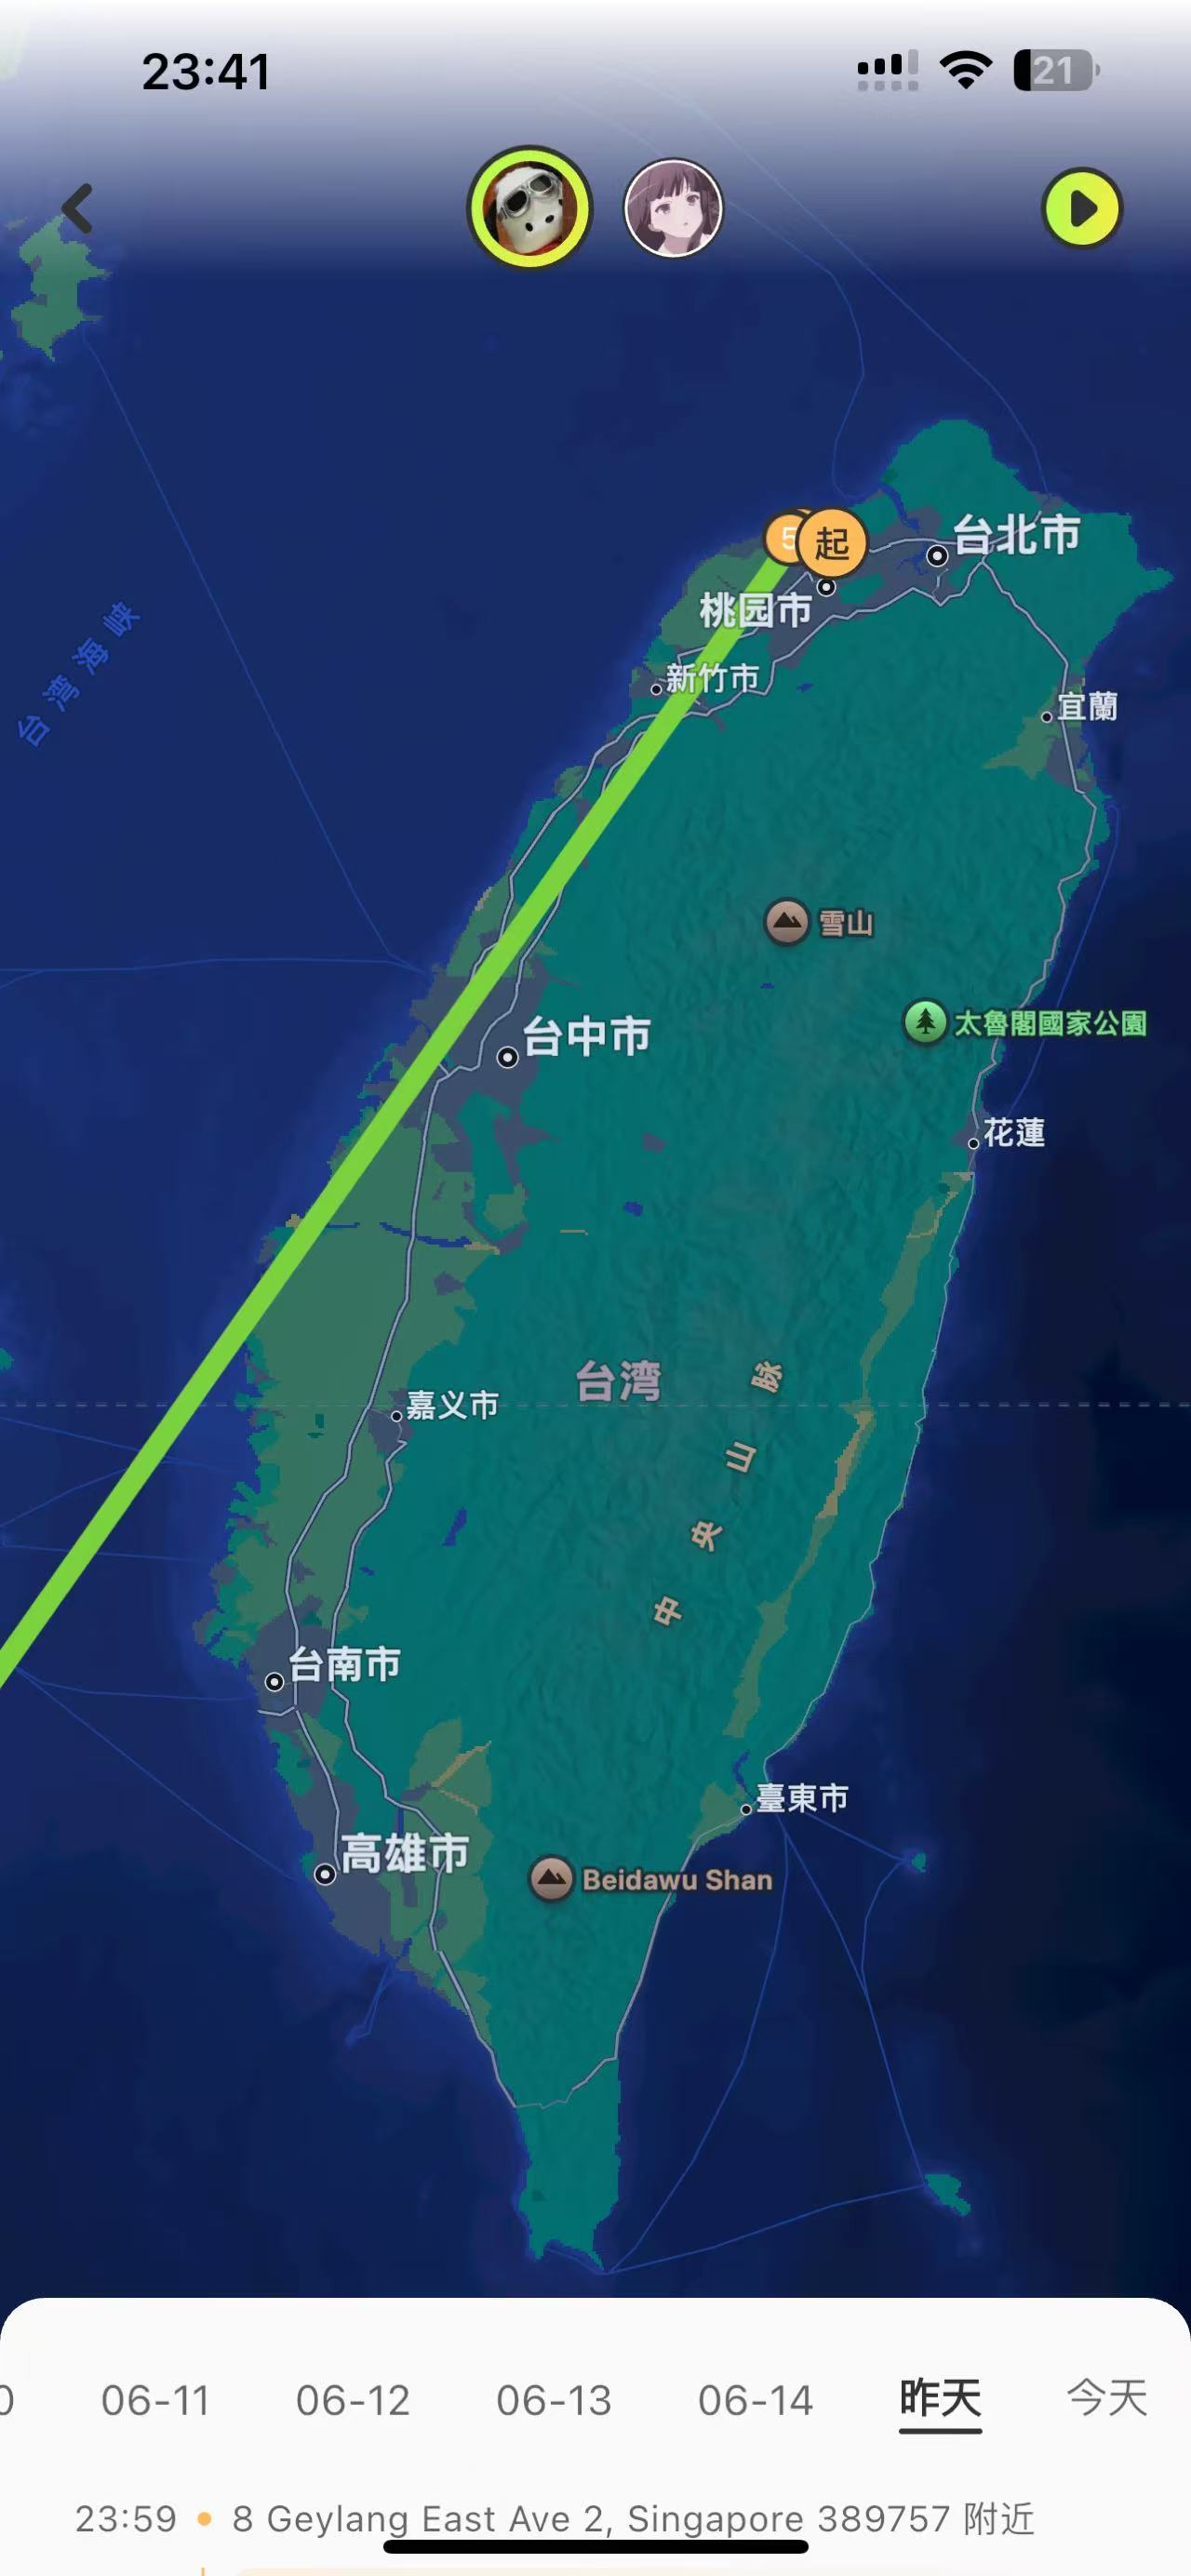 23:41
21
5
起
台北市
桃园市
新竹市
宜蘭
台湾海峡
雪山
太魯閣國家公園
台中市
花蓮
台湾
嘉义市
中央山脉
台南市
臺東市
高雄市
Beidawu Shan
0
06-11
06-12
06-13
06-14
昨天
今天
23:59
8 Geylang East Ave 2, Singapore 389757 附近